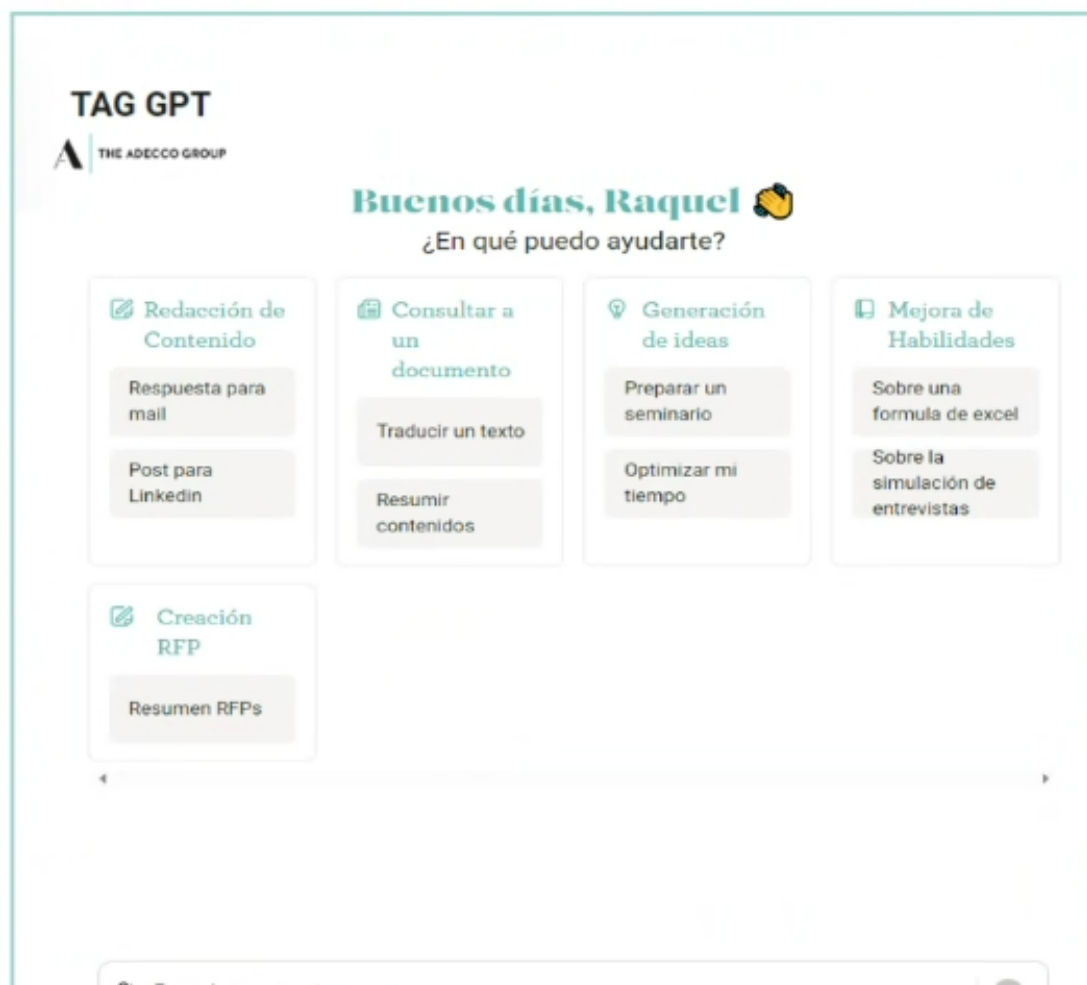 TAG GPT
THE ADECCO GROUP
Buenos días, Raquel
¿En qué puedo ayudarte?
Redacción de
Contenido
Respuesta para
mail
Post para
Linkedin
Consultar a
un
documento
Traducir un texto
Resumir
contenidos
Generación
de ideas
Preparar un
seminario
Optimizar mi
tiempo
Mejora de
Habilidades
Sobre una
formula de excel
Sobre la
simulación de
entrevistas
Creación
RFP
Resumen RFPs